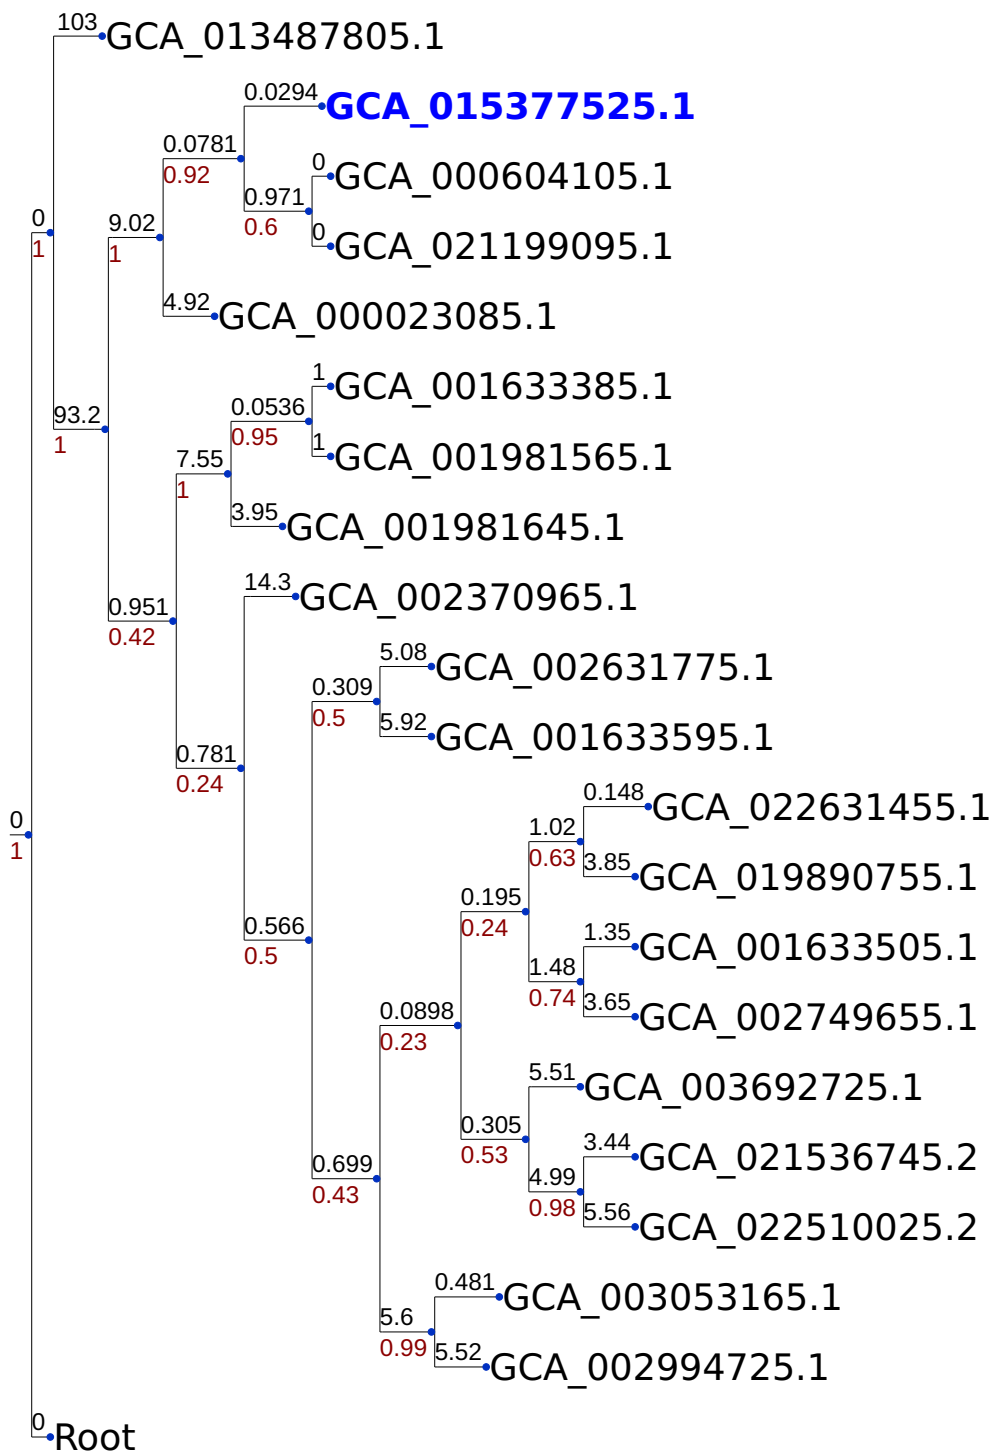 103 GCA_013487805.1
0.0294 GCA_015377525.1
0.0781
0.92
0 GCA_000604105.1
0.971
0.6
0
1
9.02
1
0 GCA_021199095.1
4.92 GCA_000023085.1
1 GCA_001633385.1
0.0536
0.95
93.2
1
1 GCA_001981565.1
7.55
1
3.95 GCA_001981645.1
14.3 GCA_002370965.1
0.951
0.42
5.08 GCA_002631775.1
0.309
0.5
5.92 GCA_001633595.1
0.781
0.24
0.148 GCA_022631455.1
0
1
1.02
0.63
3.85 GCA_019890755.1
0.195
0.24
0.566
0.5
1.35 GCA_001633505.1
1.48
0.74
3.65 GCA_002749655.1
0.0898
0.23
5.51 GCA_003692725.1
0.305
0.53
3.44 GCA_021536745.2
0.699
0.43
4.99
0.98
5.56 GCA_022510025.2
0.481 GCA_003053165.1
5.6
0.99
5.52 GCA_002994725.1
0 Root